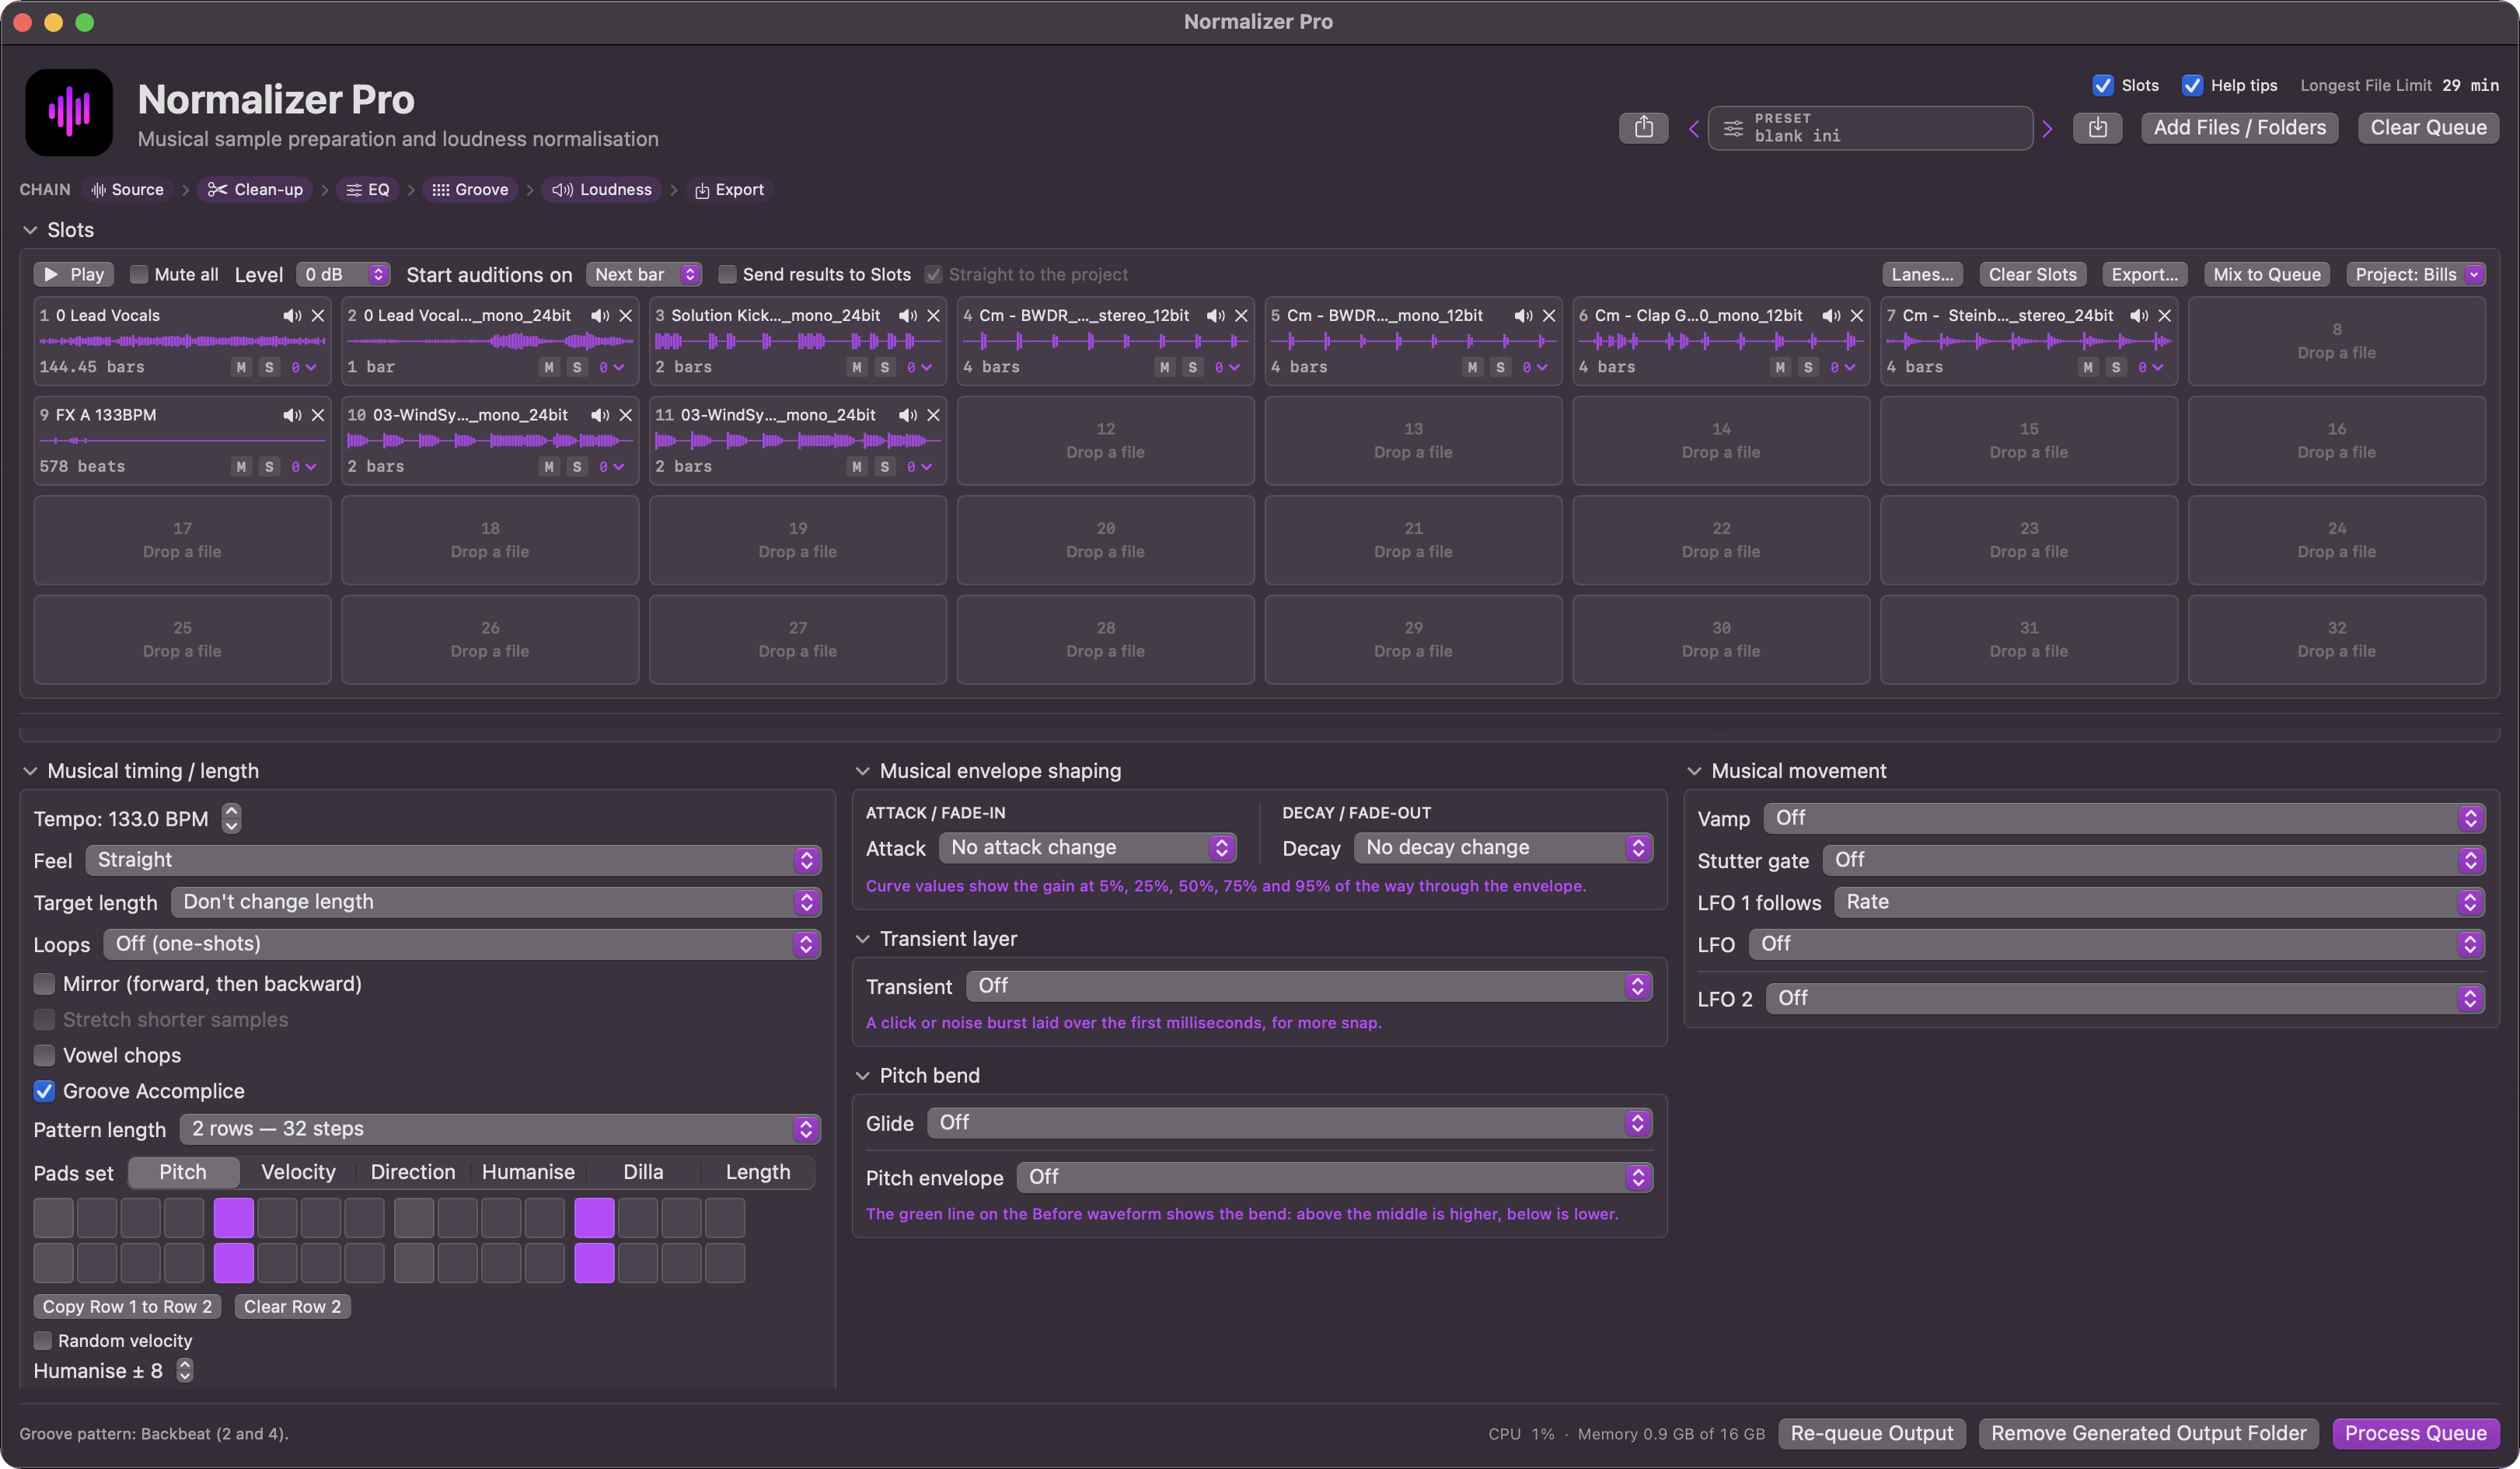 Normalizer Pro
Normalizer Pro
Musical sample preparation and loudness normalisation
Slots Help tips Longest File Limit 29 min
PRESET
blank ini
Add Files / Folders Clear Queue
CHAIN Source Clean-up EQ Groove Loudness Export
Slots
Play Mute all Level 0 dB Start auditions on Next bar Send results to Slots Straight to the project Lanes... Clear Slots Export... Mix to Queue Project: Bills
1 0 Lead Vocals
144.45 bars M S 0
2 0 Lead Vocal..._mono_24bit
1 bar M S 0
3 Solution Kick..._mono_24bit
2 bars M S 0
4 Cm - BWDR_..._stereo_12bit
4 bars M S 0
5 Cm - BWDR..._mono_12bit
4 bars M S 0
6 Cm - Clap G...0_mono_12bit
4 bars M S 0
7 Cm - Steinb..._stereo_24bit
4 bars M S 0
8
Drop a file
9 FX A 133BPM
578 beats M S 0
10 03-WindSy..._mono_24bit
2 bars M S 0
11 03-WindSy..._mono_24bit
2 bars M S 0
12
Drop a file
13
Drop a file
14
Drop a file
15
Drop a file
16
Drop a file
17
Drop a file
18
Drop a file
19
Drop a file
20
Drop a file
21
Drop a file
22
Drop a file
23
Drop a file
24
Drop a file
25
Drop a file
26
Drop a file
27
Drop a file
28
Drop a file
29
Drop a file
30
Drop a file
31
Drop a file
32
Drop a file
Musical timing / length
Tempo: 133.0 BPM
Feel Straight
Target length Don't change length
Loops Off (one-shots)
Mirror (forward, then backward)
Stretch shorter samples
Vowel chops
Groove Accomplice
Pattern length 2 rows — 32 steps
Pads set Pitch Velocity Direction Humanise Dilla Length
Copy Row 1 to Row 2 Clear Row 2
Random velocity
Humanise ± 8
Musical envelope shaping
ATTACK / FADE-IN
Attack No attack change
DECAY / FADE-OUT
Decay No decay change
Curve values show the gain at 5%, 25%, 50%, 75% and 95% of the way through the envelope.
Transient layer
Transient Off
A click or noise burst laid over the first milliseconds, for more snap.
Pitch bend
Glide Off
Pitch envelope Off
The green line on the Before waveform shows the bend: above the middle is higher, below is lower.
Musical movement
Vamp Off
Stutter gate Off
LFO 1 follows Rate
LFO Off
LFO 2 Off
Groove pattern: Backbeat (2 and 4).
CPU 1% · Memory 0.9 GB of 16 GB
Re-queue Output Remove Generated Output Folder Process Queue